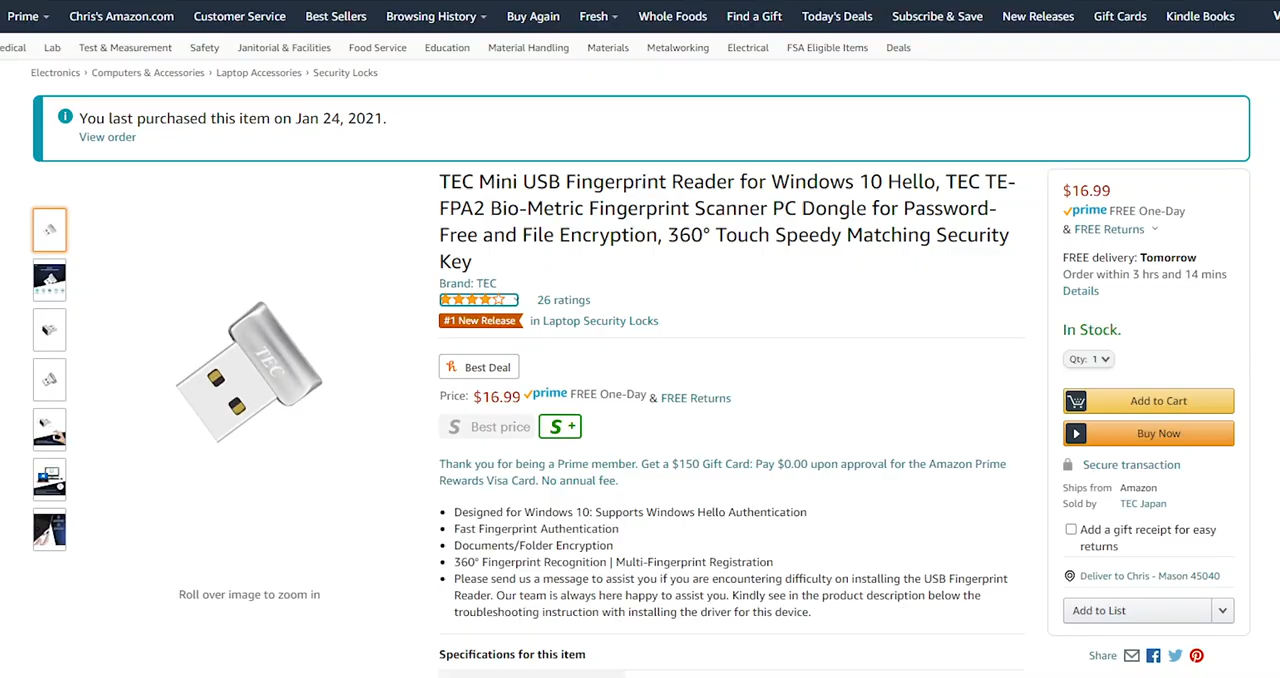 Prime Chris's Amazon.com Customer Service Best Sellers Browsing History Buy Again Fresh Whole Foods Find a Gift Today's Deals Subscribe & Save New Releases Gift Cards Kindle Books
edical Lab Test & Measurement Safety Janitorial & Facilities Food Service Education Material Handling Materials Metalworking Electrical FSA Eligible Items Deals
Electronics › Computers & Accessories › Laptop Accessories › Security Locks
You last purchased this item on Jan 24, 2021.
View order
TEC Mini USB Fingerprint Reader for Windows 10 Hello, TEC TE-
FPA2 Bio-Metric Fingerprint Scanner PC Dongle for Password-
Free and File Encryption, 360° Touch Speedy Matching Security
Key
Brand: TEC
26 ratings
#1 New Release in Laptop Security Locks
Best Deal
Price: $16.99 prime FREE One-Day & FREE Returns
S Best price S +
Thank you for being a Prime member. Get a $150 Gift Card: Pay $0.00 upon approval for the Amazon Prime
Rewards Visa Card. No annual fee.
• Designed for Windows 10: Supports Windows Hello Authentication
• Fast Fingerprint Authentication
• Documents/Folder Encryption
• 360° Fingerprint Recognition | Multi-Fingerprint Registration
• Please send us a message to assist you if you are encountering difficulty on installing the USB Fingerprint
Reader. Our team is always here happy to assist you. Kindly see in the product description below the
troubleshooting instruction with installing the driver for this device.
Specifications for this item
TEC
Roll over image to zoom in
$16.99
prime FREE One-Day
& FREE Returns
FREE delivery: Tomorrow
Order within 3 hrs and 14 mins
Details
In Stock.
Qty: 1
Add to Cart
Buy Now
Secure transaction
Ships from Amazon
Sold by TEC Japan
Add a gift receipt for easy
returns
Deliver to Chris - Mason 45040
Add to List
Share